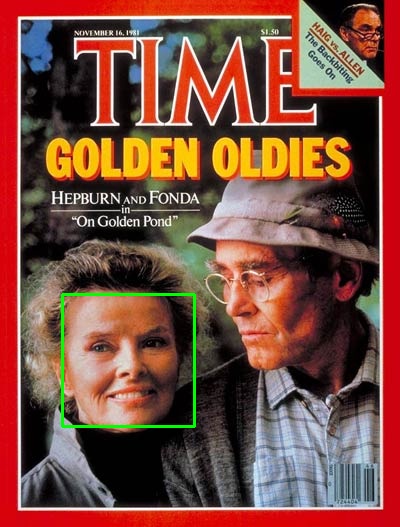 NOVEMBER 16, 1981 $1.50
TIME
HAIG vs. ALLEN
The Backbiting
Goes On
GOLDEN OLDIES
HEPBURN AND FONDA
in
"On Golden Pond"
724404